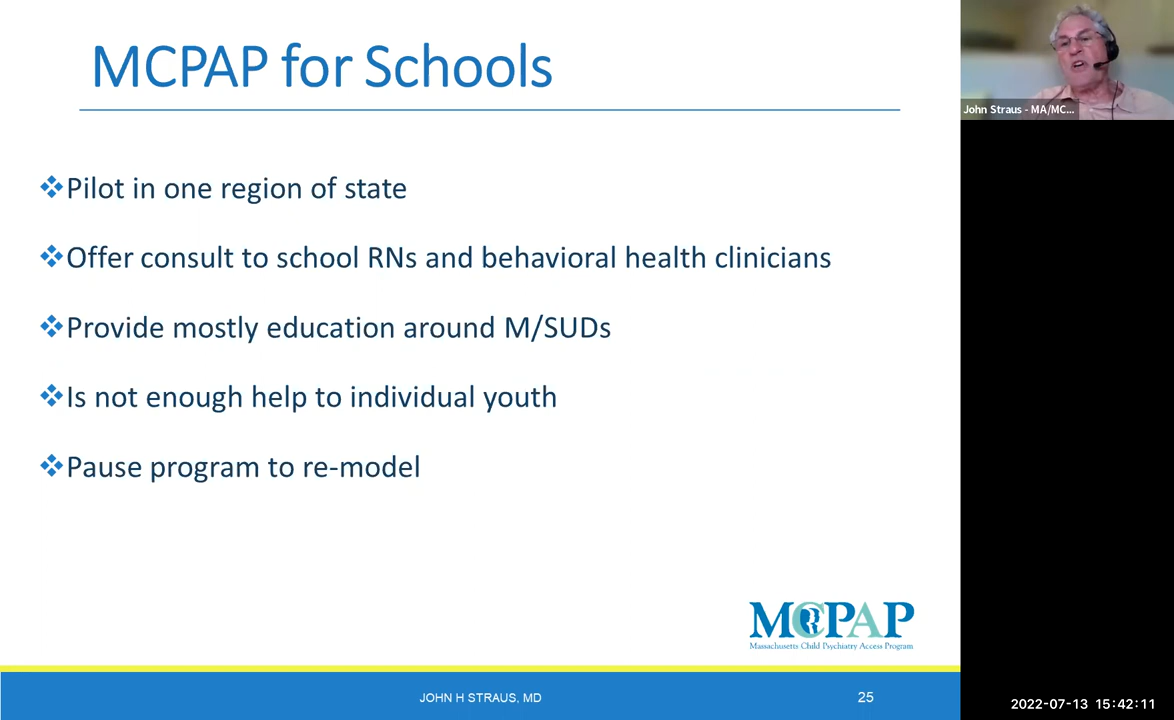 MCPAP for Schools
John Straus - MA/MC...
❖Pilot in one region of state
❖Offer consult to school RNs and behavioral health clinicians
❖Provide mostly education around M/SUDs
❖Is not enough help to individual youth
❖Pause program to re-model
MCPAP
Massachusetts Child Psychiatry Access Program
JOHN H STRAUS, MD
25
2022-07-13 15:42:11